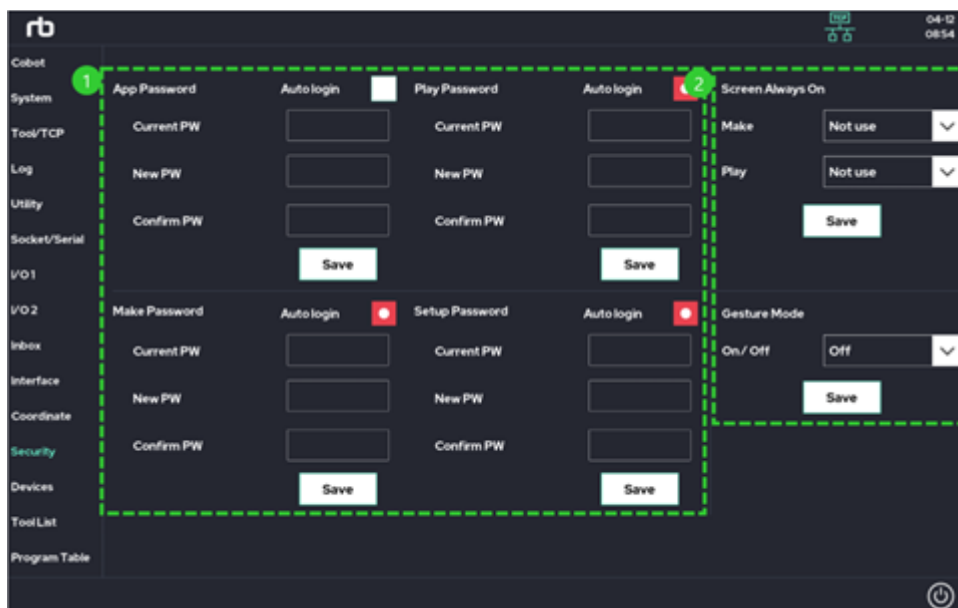 rb
TCP
04-12
08:54
Cobot
System
Tool/TCP
Log
Utility
Socket/Serial
I/O 1
I/O 2
Inbox
Interface
Coordinate
Security
Devices
Tool List
Program Table
1
App Password Auto login
Current PW
New PW
Confirm PW
Save
Play Password Auto login
Current PW
New PW
Confirm PW
Save
Make Password Auto login
Current PW
New PW
Confirm PW
Save
Setup Password Auto login
Current PW
New PW
Confirm PW
Save
2
Screen Always On
Make Not use
Play Not use
Save
Gesture Mode
On/ Off Off
Save